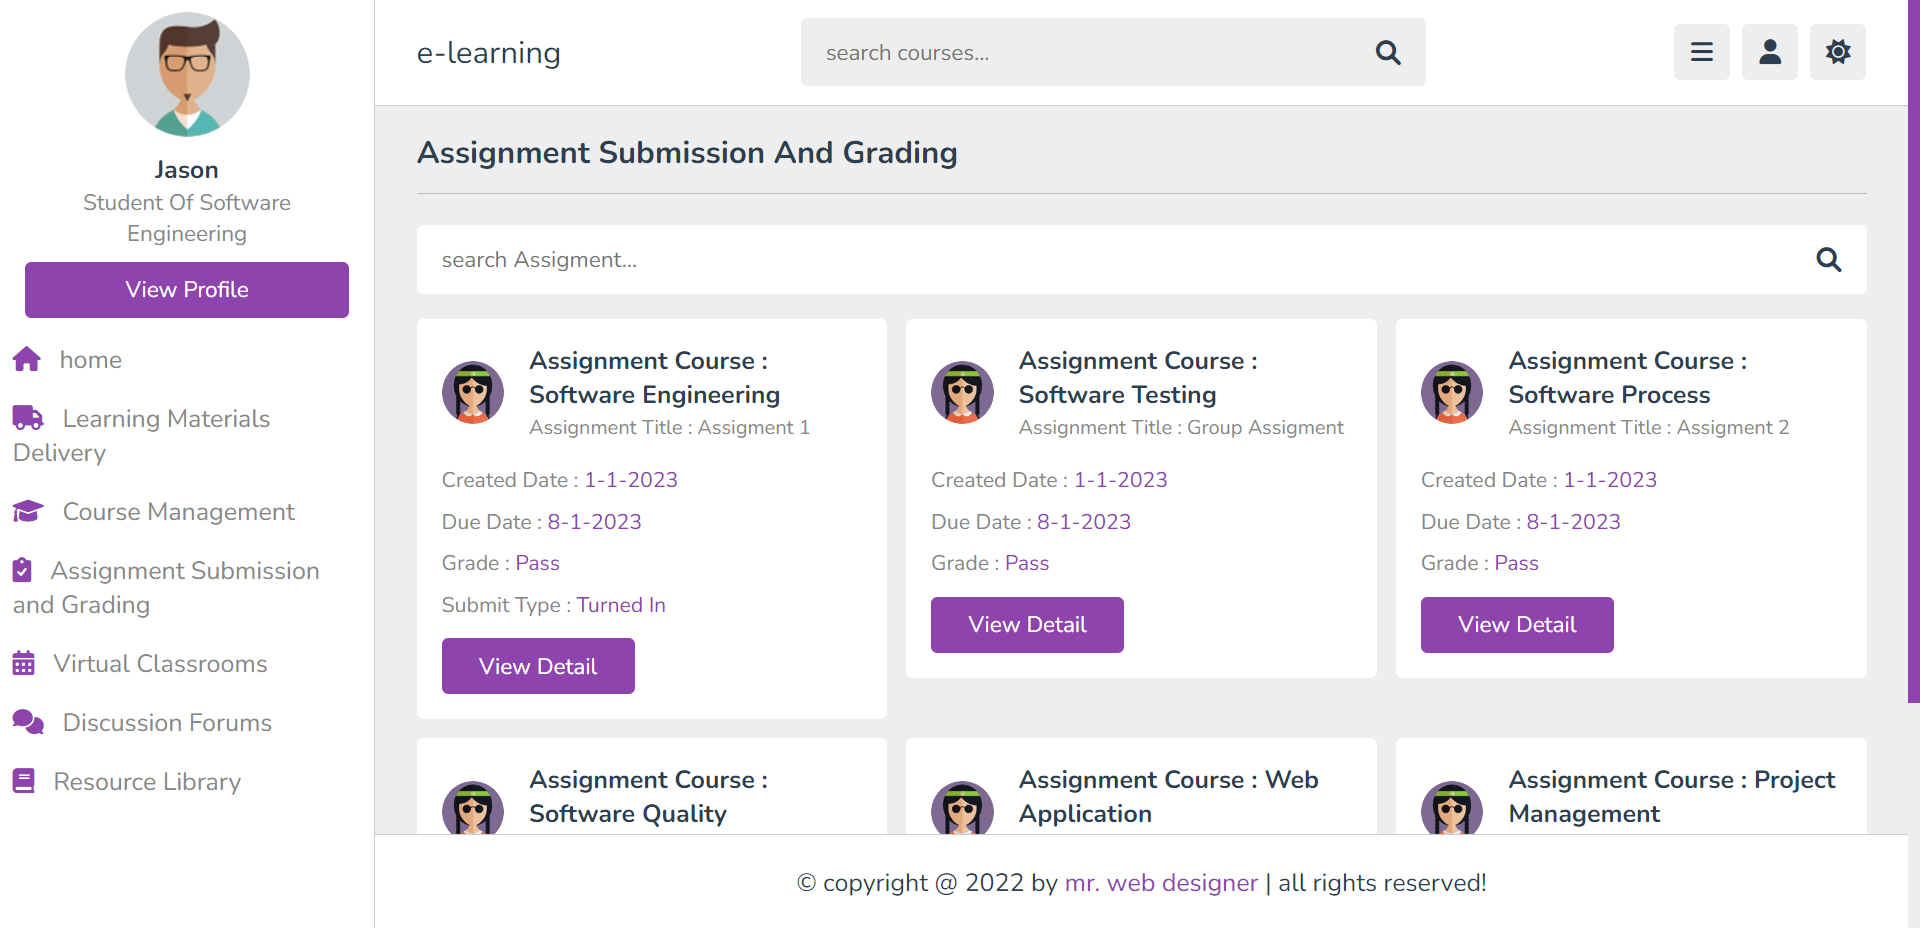 Jason
Student Of Software
Engineering
View Profile
home
Learning Materials
Delivery
Course Management
Assignment Submission
and Grading
Virtual Classrooms
Discussion Forums
Resource Library
e-learning
search courses...
Assignment Submission And Grading
search Assigment...
Assignment Course :
Software Engineering
Assignment Title : Assigment 1
Created Date : 1-1-2023
Due Date : 8-1-2023
Grade : Pass
Submit Type : Turned In
View Detail
Assignment Course :
Software Testing
Assignment Title : Group Assigment
Created Date : 1-1-2023
Due Date : 8-1-2023
Grade : Pass
View Detail
Assignment Course :
Software Process
Assignment Title : Assigment 2
Created Date : 1-1-2023
Due Date : 8-1-2023
Grade : Pass
View Detail
Assignment Course :
Software Quality
Assignment Course : Web
Application
Assignment Course : Project
Management
© copyright @ 2022 by mr. web designer | all rights reserved!